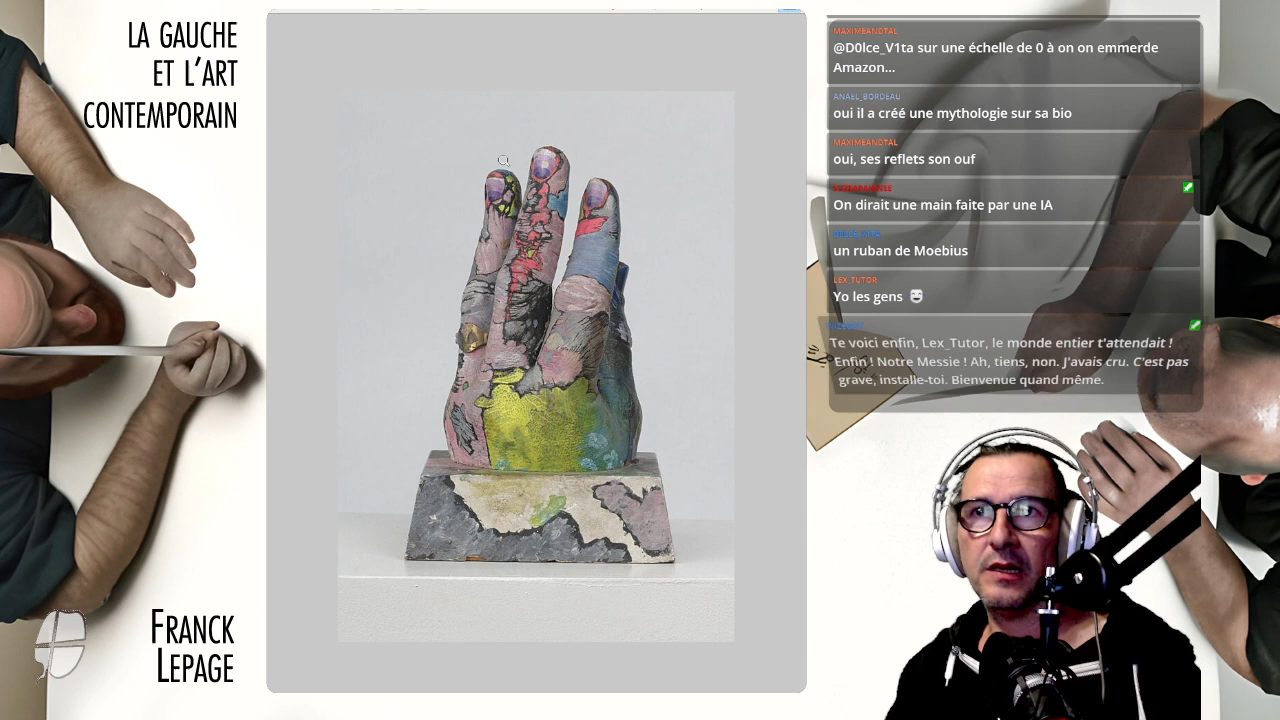 LA GAUCHE
ET L'ART
CONTEMPORAIN
FRANCK
LEPAGE
MAXIMEANOTAL
@D0lce_V1ta sur une échelle de 0 à on on emmerde
Amazon...
ANAEL_BORDEAU
oui il a créé une mythologie sur sa bio
MAXIMEANOTAL
oui, ses reflets son ouf
On dirait une main faite par une IA
un ruban de Moebius
LEX_TUTOR
Yo les gens
Te voici enfin, Lex_Tutor, le monde entier t'attendait !
Enfin ! Notre Messie ! Ah, tiens, non. J'avais cru. C'est pas
grave, installe-toi. Bienvenue quand même.